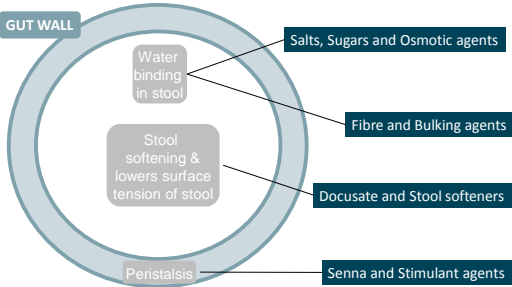 GUT WALL
Salts, Sugars and Osmotic agents
Water
binding
in stool
Fibre and Bulking agents
Stool
softening &
lowers surface
tension of stool
Docusate and Stool softeners
Peristalsis
Senna and Stimulant agents